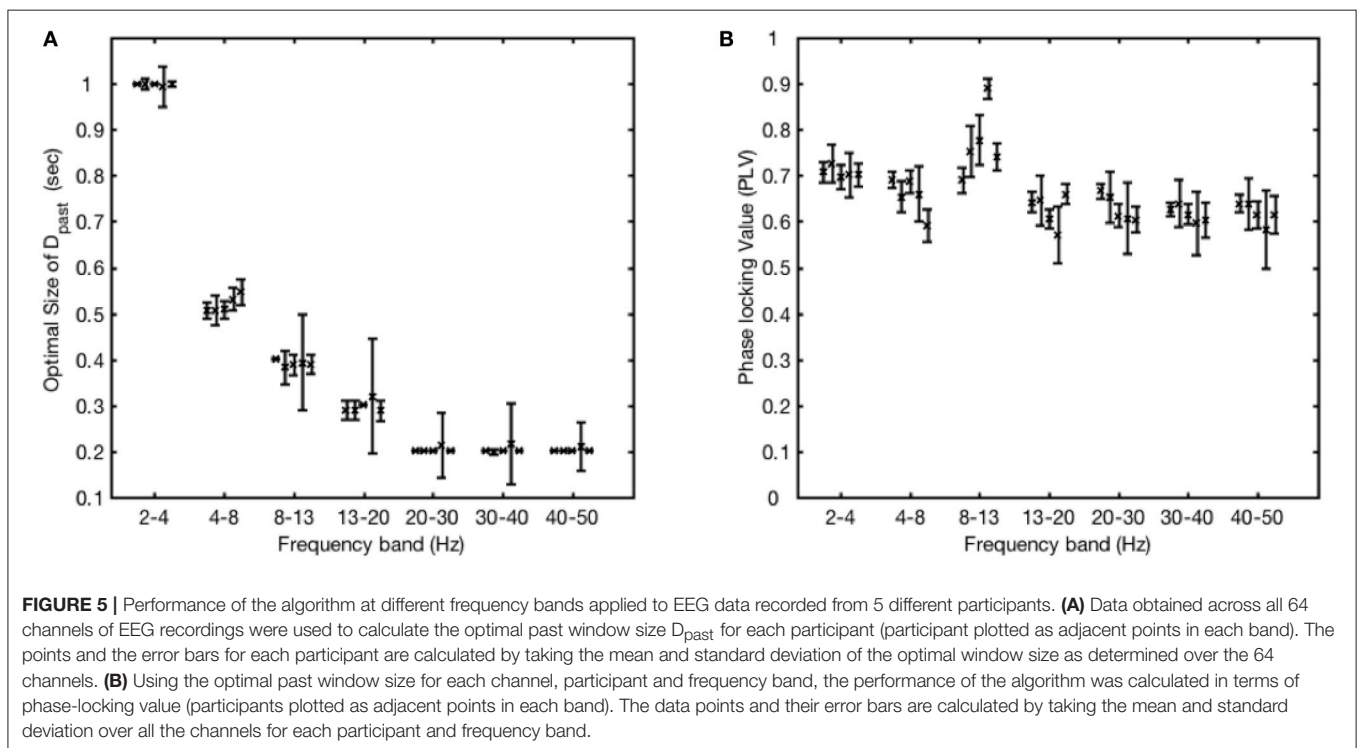 A
Optimal Size of D_past (sec)
1
0.9
0.8
0.7
0.6
0.5
0.4
0.3
0.2
0.1
2-4 4-8 8-13 13-20 20-30 30-40 40-50
Frequency band (Hz)
B
Phase locking Value (PLV)
1
0.9
0.8
0.7
0.6
0.5
0.4
0.3
0.2
0.1
0
2-4 4-8 8-13 13-20 20-30 30-40 40-50
Frequency band (Hz)
FIGURE 5 | Performance of the algorithm at different frequency bands applied to EEG data recorded from 5 different participants. (A) Data obtained across all 64
channels of EEG recordings were used to calculate the optimal past window size D_past for each participant (participant plotted as adjacent points in each band). The
points and the error bars for each participant are calculated by taking the mean and standard deviation of the optimal window size as determined over the 64
channels. (B) Using the optimal past window size for each channel, participant and frequency band, the performance of the algorithm was calculated in terms of
phase-locking value (participants plotted as adjacent points in each band). The data points and their error bars are calculated by taking the mean and standard
deviation over all the channels for each participant and frequency band.